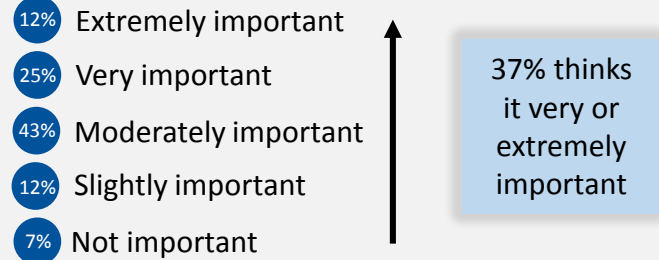 12% Extremely important
25% Very important
43% Moderately important
12% Slightly important
7% Not important
37% thinks
it very or
extremely
important